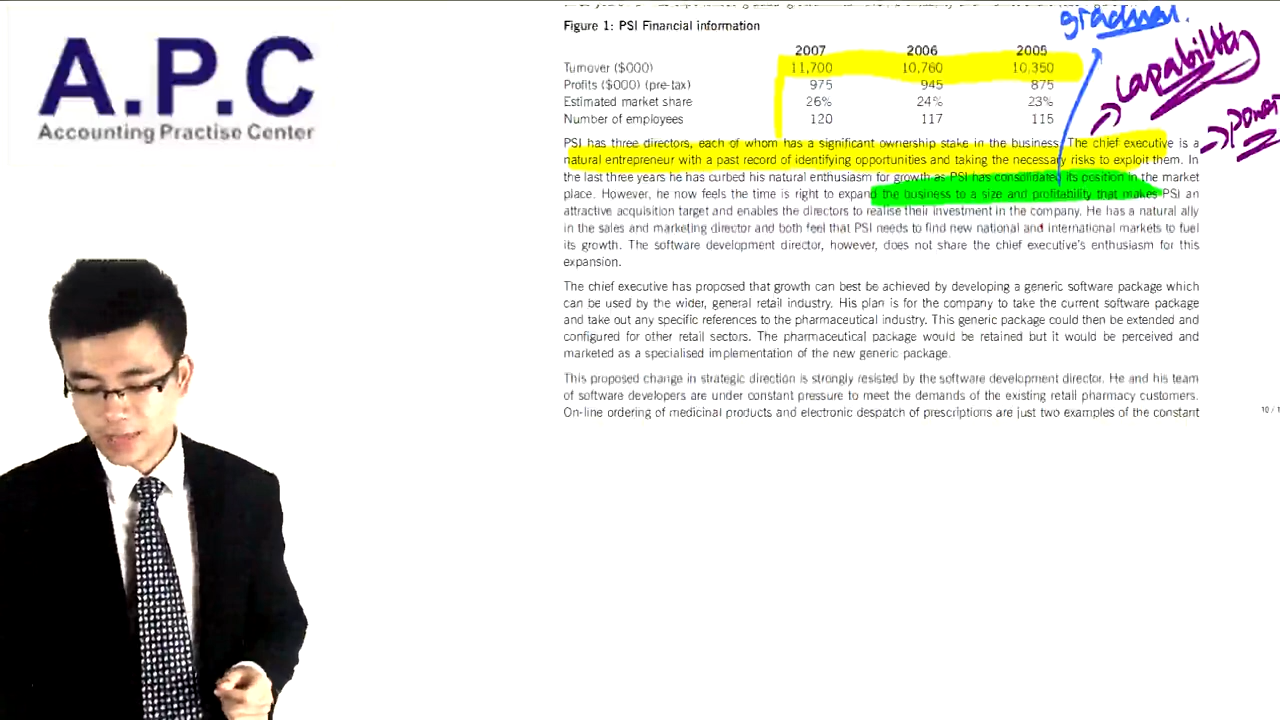 A.P.C
Accounting Practise Center
gradual.
Figure 1: PSI Financial information
capability
power
2007 2006 2005
Turnover ($000) 11,700 10,760 10,350
Profits ($000) (pre-tax) 975 945 875
Estimated market share 26% 24% 23%
Number of employees 120 117 115
PSI has three directors, each of whom has a significant ownership stake in the business. The chief executive is a
natural entrepreneur with a past record of identifying opportunities and taking the necessary risks to exploit them. In
the last three years he has curbed his natural enthusiasm for growth as PSI has consolidated its position in the market
place. However, he now feels the time is right to expand the business to a size and profitability that makes PSI an
attractive acquisition target and enables the directors to realise their investment in the company. He has a natural ally
in the sales and marketing director and both feel that PSI needs to find new national and international markets to fuel
its growth. The software development director, however, does not share the chief executive's enthusiasm for this
expansion.
The chief executive has proposed that growth can best be achieved by developing a generic software package which
can be used by the wider, general retail industry. His plan is for the company to take the current software package
and take out any specific references to the pharmaceutical industry. This generic package could then be extended and
configured for other retail sectors. The pharmaceutical package would be retained but it would be perceived and
marketed as a specialised implementation of the new generic package.
This proposed change in strategic direction is strongly resisted by the software development director. He and his team
of software developers are under constant pressure to meet the demands of the existing retail pharmacy customers.
On-line ordering of medicinal products and electronic despatch of prescriptions are just two examples of the constant
10 / 1